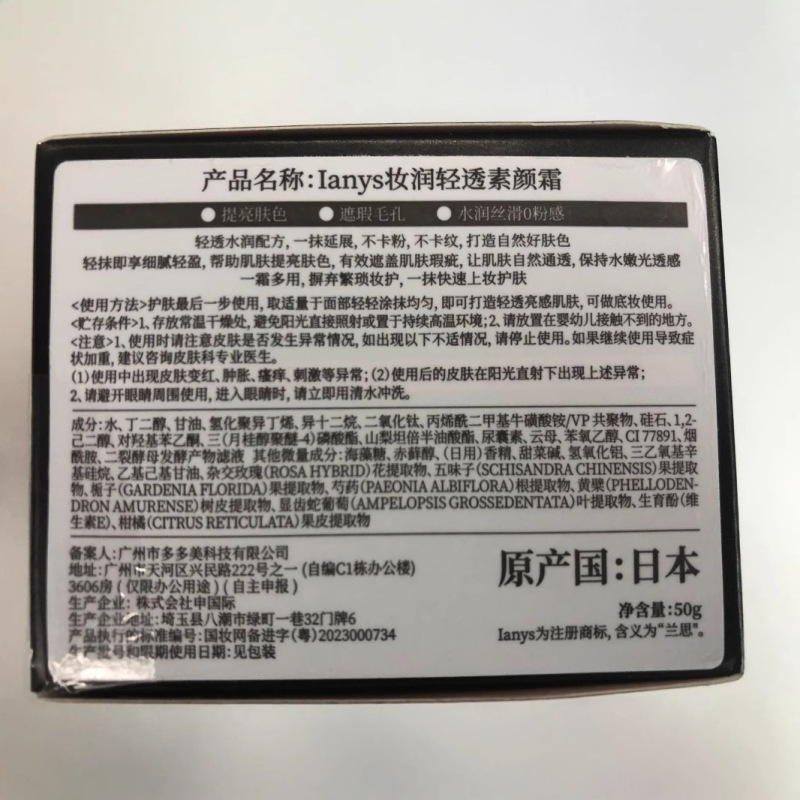 产品名称:Ianys妆润轻透素颜霜
提亮肤色 遮瑕毛孔 水润丝滑0粉感
轻透水润配方, 一抹延展, 不卡粉, 不卡纹, 打造自然好肤色
轻抹即享细腻轻盈, 帮助肌肤提亮肤色, 有效遮盖肌肤瑕疵, 让肌肤自然通透, 保持水嫩光透感
一霜多用, 摒弃繁琐妆护, 一抹快速上妆护肤
<使用方法>护肤最后一步使用, 取适量于面部轻轻涂抹均匀, 即可打造轻透亮感肌肤, 可做底妆使用。
<贮存条件>1、存放常温干燥处, 避免阳光直接照射或置于持续高温环境; 2、请放置在婴幼儿接触不到的地方。
<注意>1、使用时请注意皮肤是否发生异常情况, 如出现以下不适情况, 请停止使用。如果继续使用导致症
状加重, 建议咨询皮肤科专业医生。
(1)使用中出现皮肤变红、肿胀、瘙痒、刺激等异常; (2)使用后的皮肤在阳光直射下出现上述异常;
2、请避开眼睛周围使用, 进入眼睛时, 请立即用清水冲洗。
成分:水、丁二醇、甘油、氢化聚异丁烯、异十二烷、二氧化钛、丙烯酰二甲基牛磺酸铵/VP 共聚物、硅石、1,2-
己二醇、对羟基苯乙酮、三(月桂醇聚醚-4)磷酸酯、山梨坦倍半油酸酯、尿囊素、云母、苯氧乙醇、CI 77891、烟
酰胺、二裂酵母发酵产物滤液 其他微量成分:海藻糖、赤藓醇、(日用)香精、甜菜碱、氢氧化铝、三乙氧基辛
基硅烷、乙基己基甘油、杂交玫瑰(ROSA HYBRID)花提取物、五味子(SCHISANDRA CHINENSIS)果提取
物、栀子(GARDENIA FLORIDA)果提取物、芍药(PAEONIA ALBIFLORA)根提取物、黄檗(PHELLODEN-
DRON AMURENSE)树皮提取物、显齿蛇葡萄(AMPELOPSIS GROSSEDENTATA)叶提取物、生育酚(维
生素E)、柑橘(CITRUS RETICULATA)果皮提取物
备案人:广州市多多美科技有限公司
地址:广州市天河区兴民路222号之一 (自编C1栋办公楼)
3606房 (仅限办公用途) (自主申报)
生产企业: 株式会社申国际
生产企业地址:埼玉县八潮市绿町一巷32门牌6
产品执行的标准编号:国妆网备进字(粤)2023000734
生产批号和限期使用日期:见包装
原产国:日本
净含量:50g
Ianys为注册商标, 含义为“兰思”。